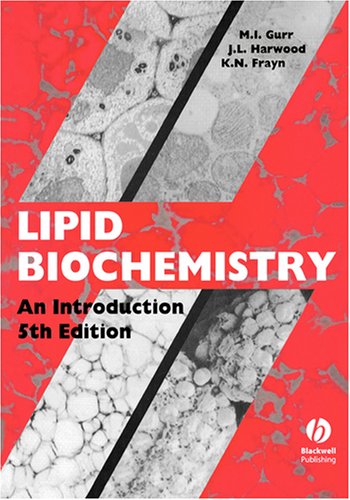 M.I. Gurr
J.L. Harwood
K.N. Frayn
LIPID
BIOCHEMISTRY
An Introduction
5th Edition
Blackwell
Publishing